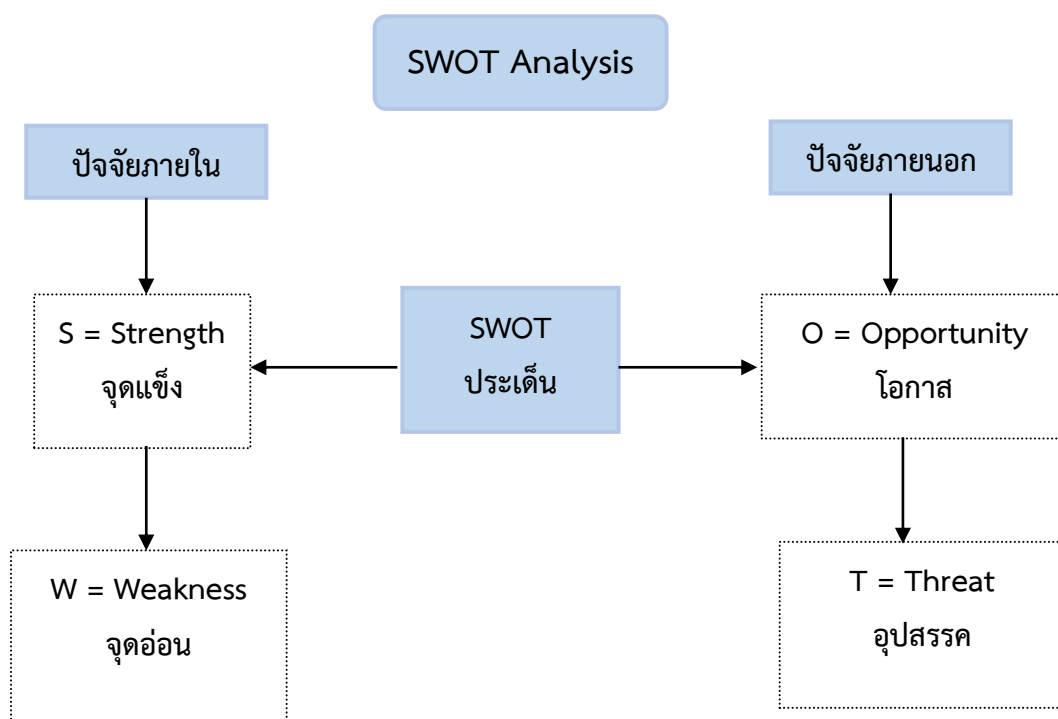 SWOT Analysis
ปัจจัยภายใน
ปัจจัยภายนอก
S = Strength
จุดแข็ง
SWOT
ประเด็น
O = Opportunity
โอกาส
W = Weakness
จุดอ่อน
T = Threat
อุปสรรค